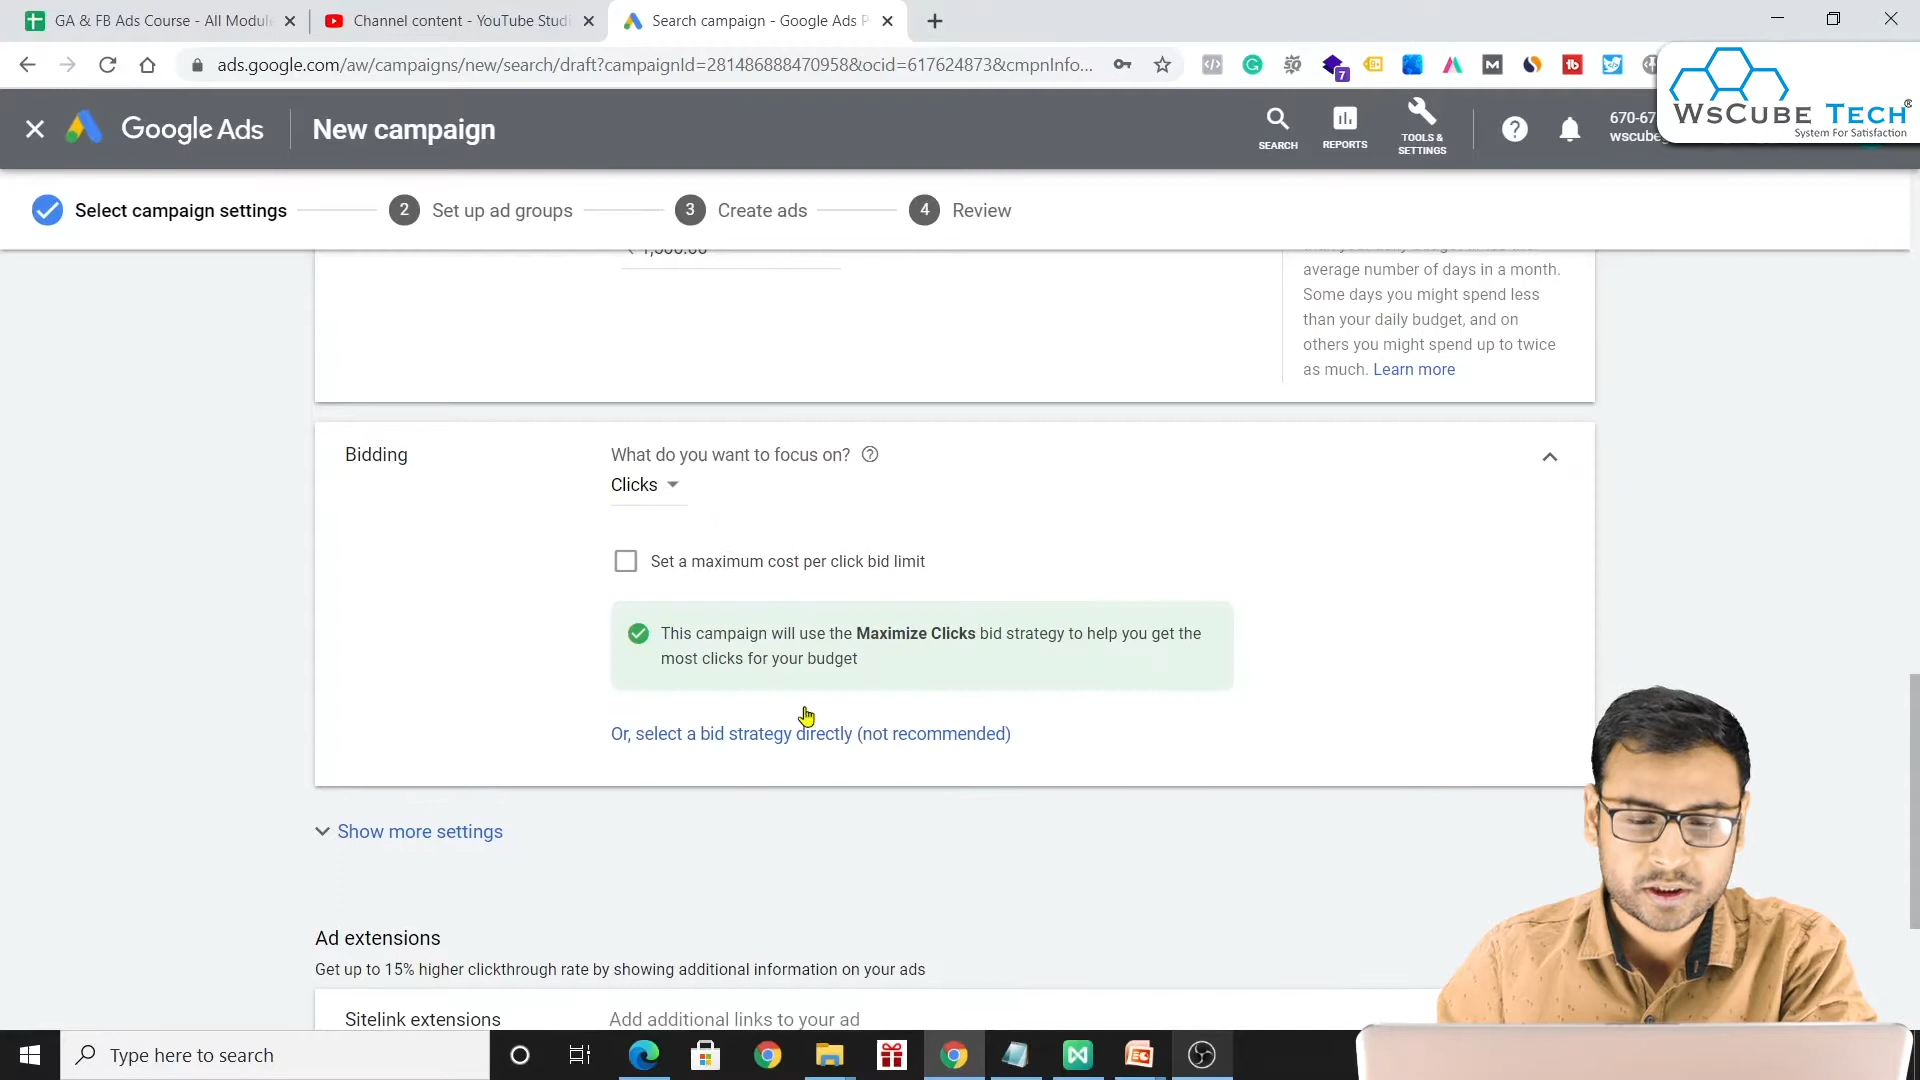 GA & FB Ads Course - All Module
Channel content - YouTube Studi
Search campaign - Google Ads P
ads.google.com/aw/campaigns/new/search/draft?campaignId=281486888470958&ocid=617624873&cmpnInfo...
7
WsCube Tech®
System For Satisfaction
Google Ads
New campaign
SEARCH
REPORTS
TOOLS & SETTINGS
670-67
wscube
Select campaign settings
2 Set up ad groups
3 Create ads
4 Review
average number of days in a month.
Some days you might spend less
than your daily budget, and on
others you might spend up to twice
as much. Learn more
Bidding
What do you want to focus on?
Clicks
Set a maximum cost per click bid limit
This campaign will use the Maximize Clicks bid strategy to help you get the
most clicks for your budget
Or, select a bid strategy directly (not recommended)
Show more settings
Ad extensions
Get up to 15% higher clickthrough rate by showing additional information on your ads
Sitelink extensions
Add additional links to your ad
Type here to search